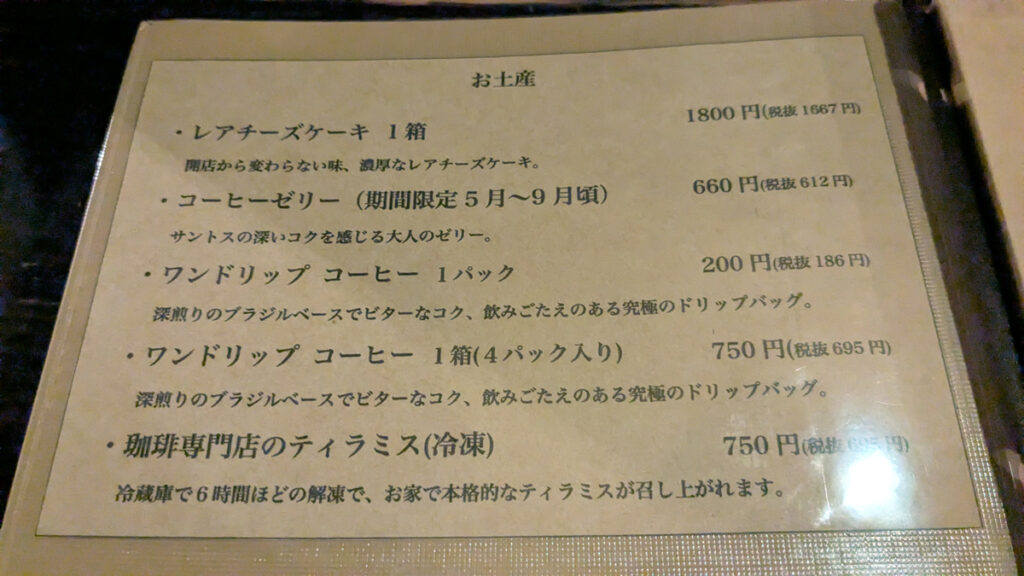 お土産
・レアチーズケーキ 1箱 1800円(税抜1667円)
開店から変わらない味、濃厚なレアチーズケーキ。
・コーヒーゼリー（期間限定5月～9月頃） 660円(税抜612円)
サントスの深いコクを感じる大人のゼリー。
・ワンドリップ コーヒー 1パック 200円(税抜186円)
深煎りのブラジルベースでビターなコク、飲みごたえのある究極のドリップバッグ。
・ワンドリップ コーヒー 1箱(4パック入り) 750円(税抜695円)
深煎りのブラジルベースでビターなコク、飲みごたえのある究極のドリップバッグ。
・珈琲専門店のティラミス(冷凍) 750円(税抜695円)
冷蔵庫で6時間ほどの解凍で、お家で本格的なティラミスが召し上がれます。